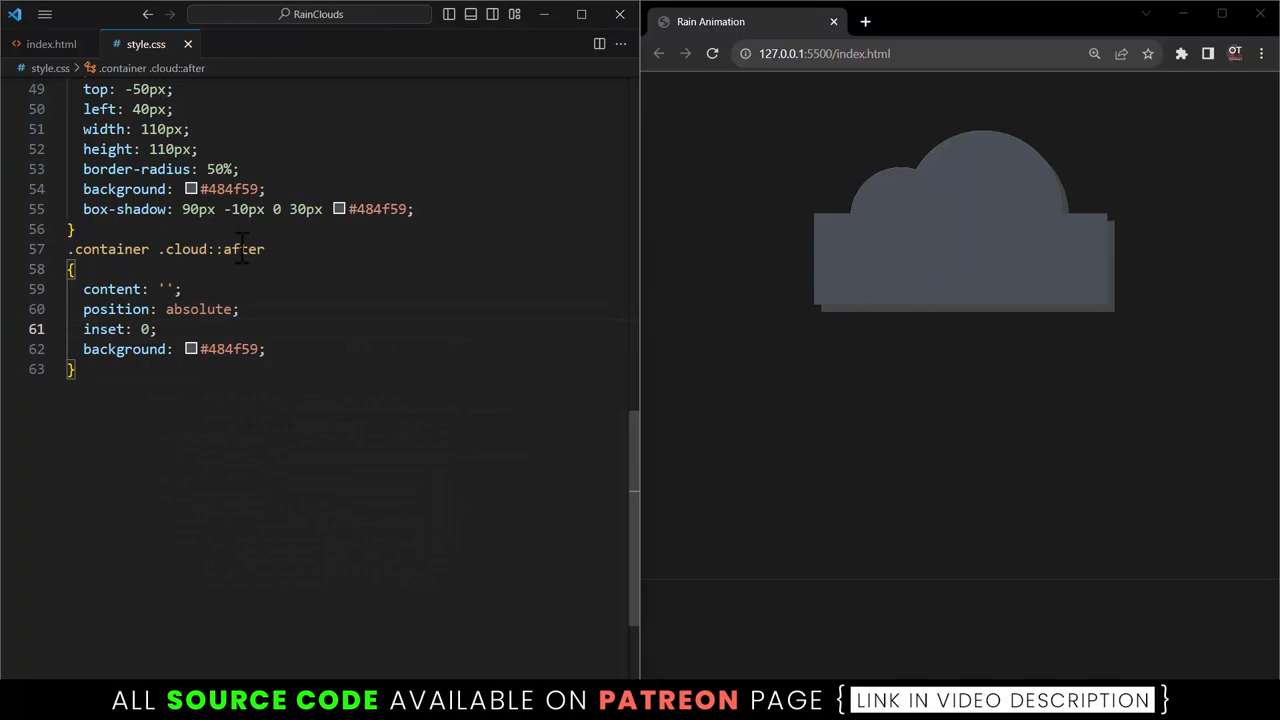 RainClouds
Rain Animation
index.html
style.css
127.0.0.1:5500/index.html
style.css > .container .cloud::after
49 top: -50px;
50 left: 40px;
51 width: 110px;
52 height: 110px;
53 border-radius: 50%;
54 background: #484f59;
55 box-shadow: 90px -10px 0 30px #484f59;
56 }
57 .container .cloud::after
58 {
59 content: '';
60 position: absolute;
61 inset: 0;
62 background: #484f59;
63 }
ALL SOURCE CODE AVAILABLE ON PATREON PAGE { LINK IN VIDEO DESCRIPTION }